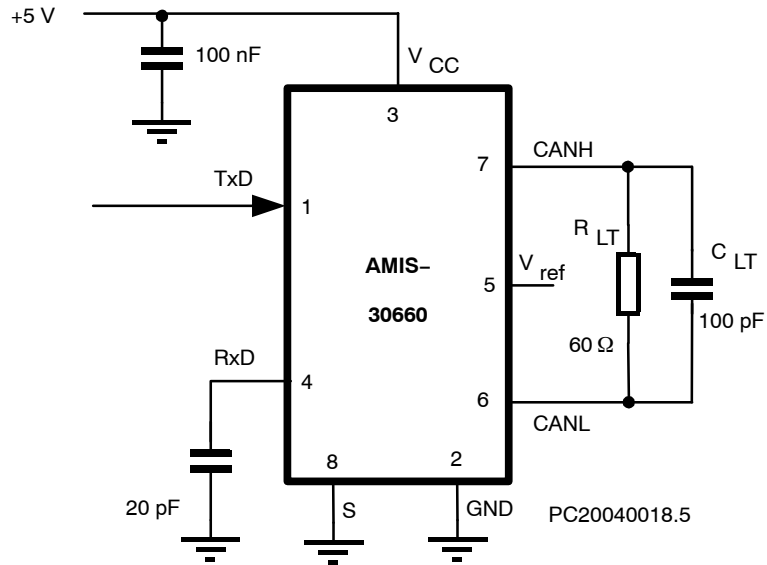 +5 V
100 nF
V CC
3
TxD
1
7
CANH
AMIS–
30660
5
V ref
R LT
C LT
60 Ω
100 pF
RxD
4
6
CANL
8
2
20 pF
S
GND
PC20040018.5